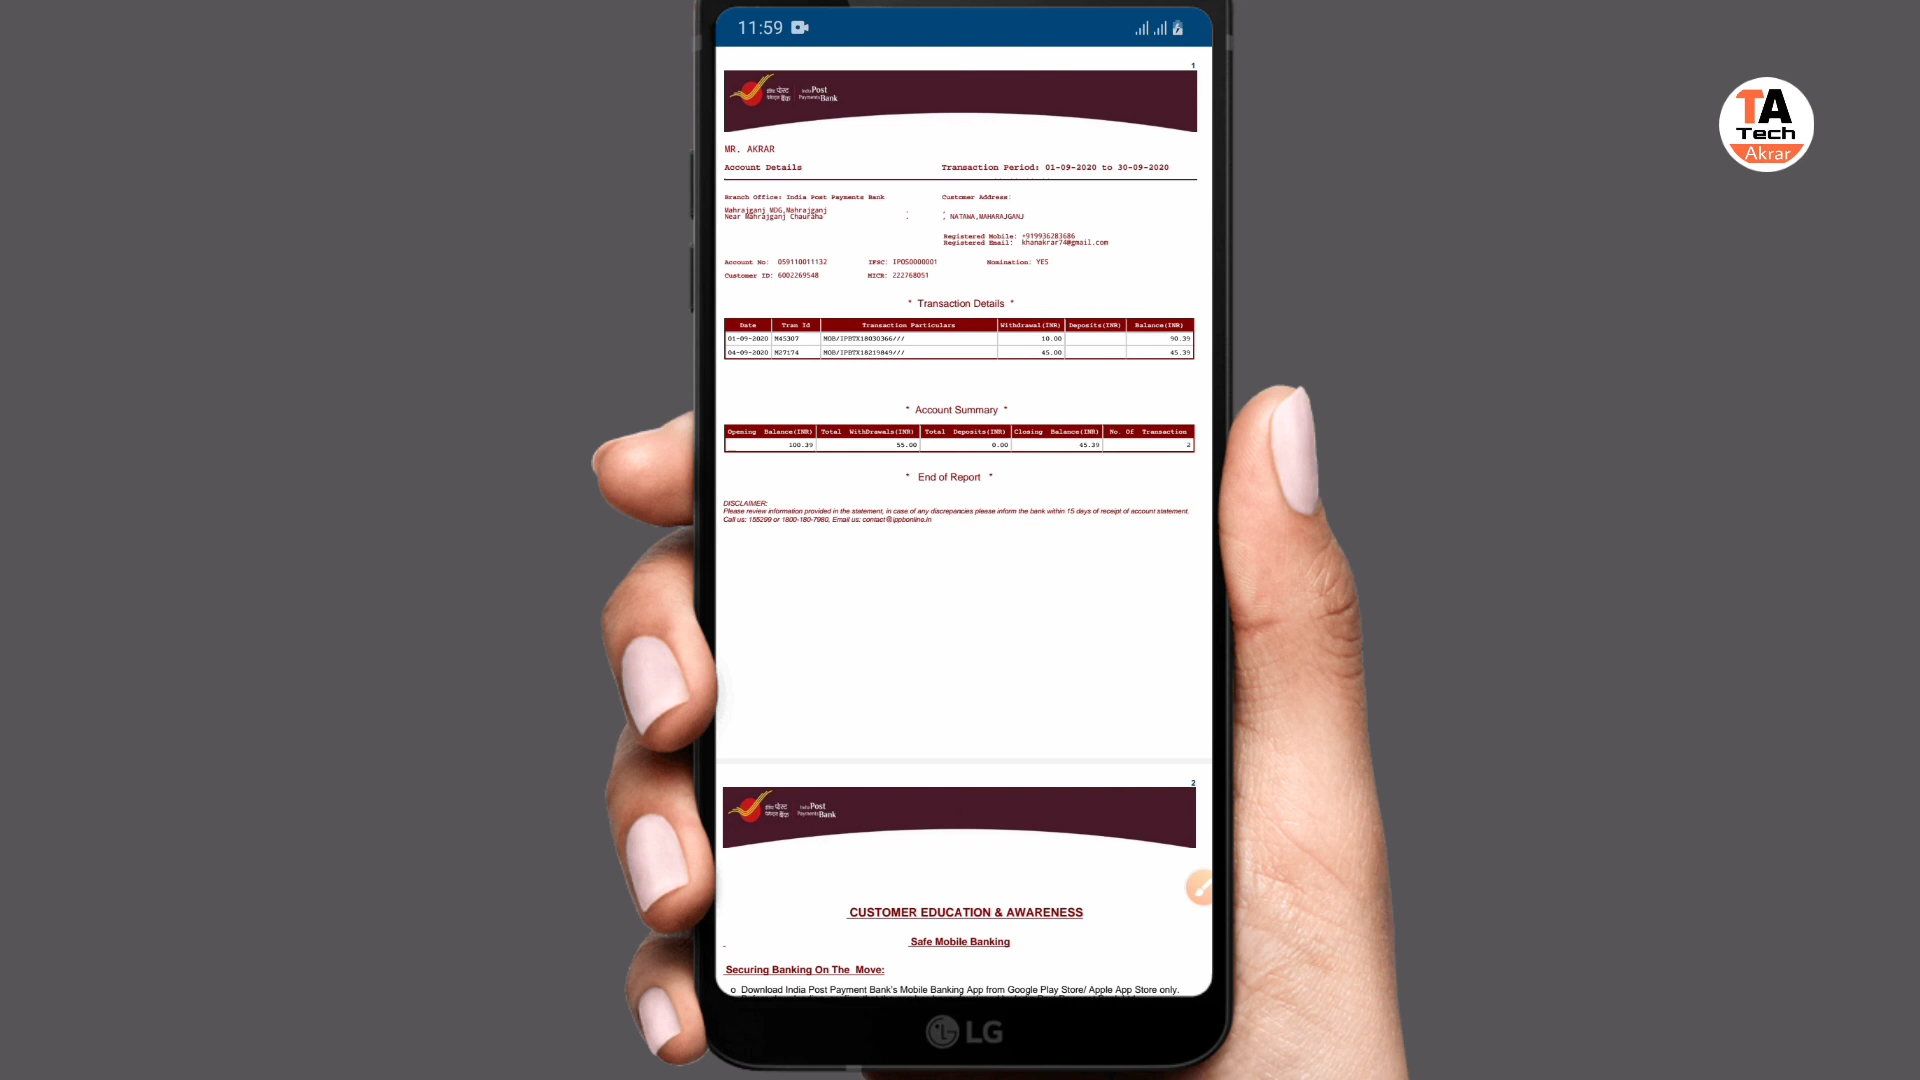 11:59
TA
Tech
Akrar
1
इंडिया पोस्ट
पेमेंट्स बैंक
India Post
Payments Bank
MR. AKRAR
Account Details
Transaction Period: 01-09-2020 to 30-09-2020
Branch Office: India Post Payments Bank
Customer Address:
Mahrajganj MDG,Mahrajganj
Near Mahrajganj Chauraha
, NATAWA,MAHARAJGANJ
Registered Mobile: +919936283686
Registered Email: khanakrar74@gmail.com
Account No: 059110011132 IFSC: IPOS0000001 Nomination: YES
Customer ID: 6002269548 MICR: 222768051
* Transaction Details *
Date Tran Id Transaction Particulars Withdrawal(INR) Deposits(INR) Balance(INR)
01-09-2020 M45307 MOB/IPBTX18030366/// 10.00 90.39
04-09-2020 M27174 MOB/IPBTX18219849/// 45.00 45.39
* Account Summary *
Opening Balance(INR) Total WithDrawals(INR) Total Deposits(INR) Closing Balance(INR) No. Of Transaction
100.39 55.00 0.00 45.39 2
* End of Report *
DISCLAIMER:
Please review information provided in the statement, in case of any discrepancies please inform the bank within 15 days of receipt of account statement.
Call us: 155299 or 1800-180-7980, Email us: contact@ippbonline.in
2
इंडिया पोस्ट
पेमेंट्स बैंक
India Post
Payments Bank
CUSTOMER EDUCATION & AWARENESS
Safe Mobile Banking
Securing Banking On The Move:
o Download India Post Payment Bank's Mobile Banking App from Google Play Store/ Apple App Store only.
LG